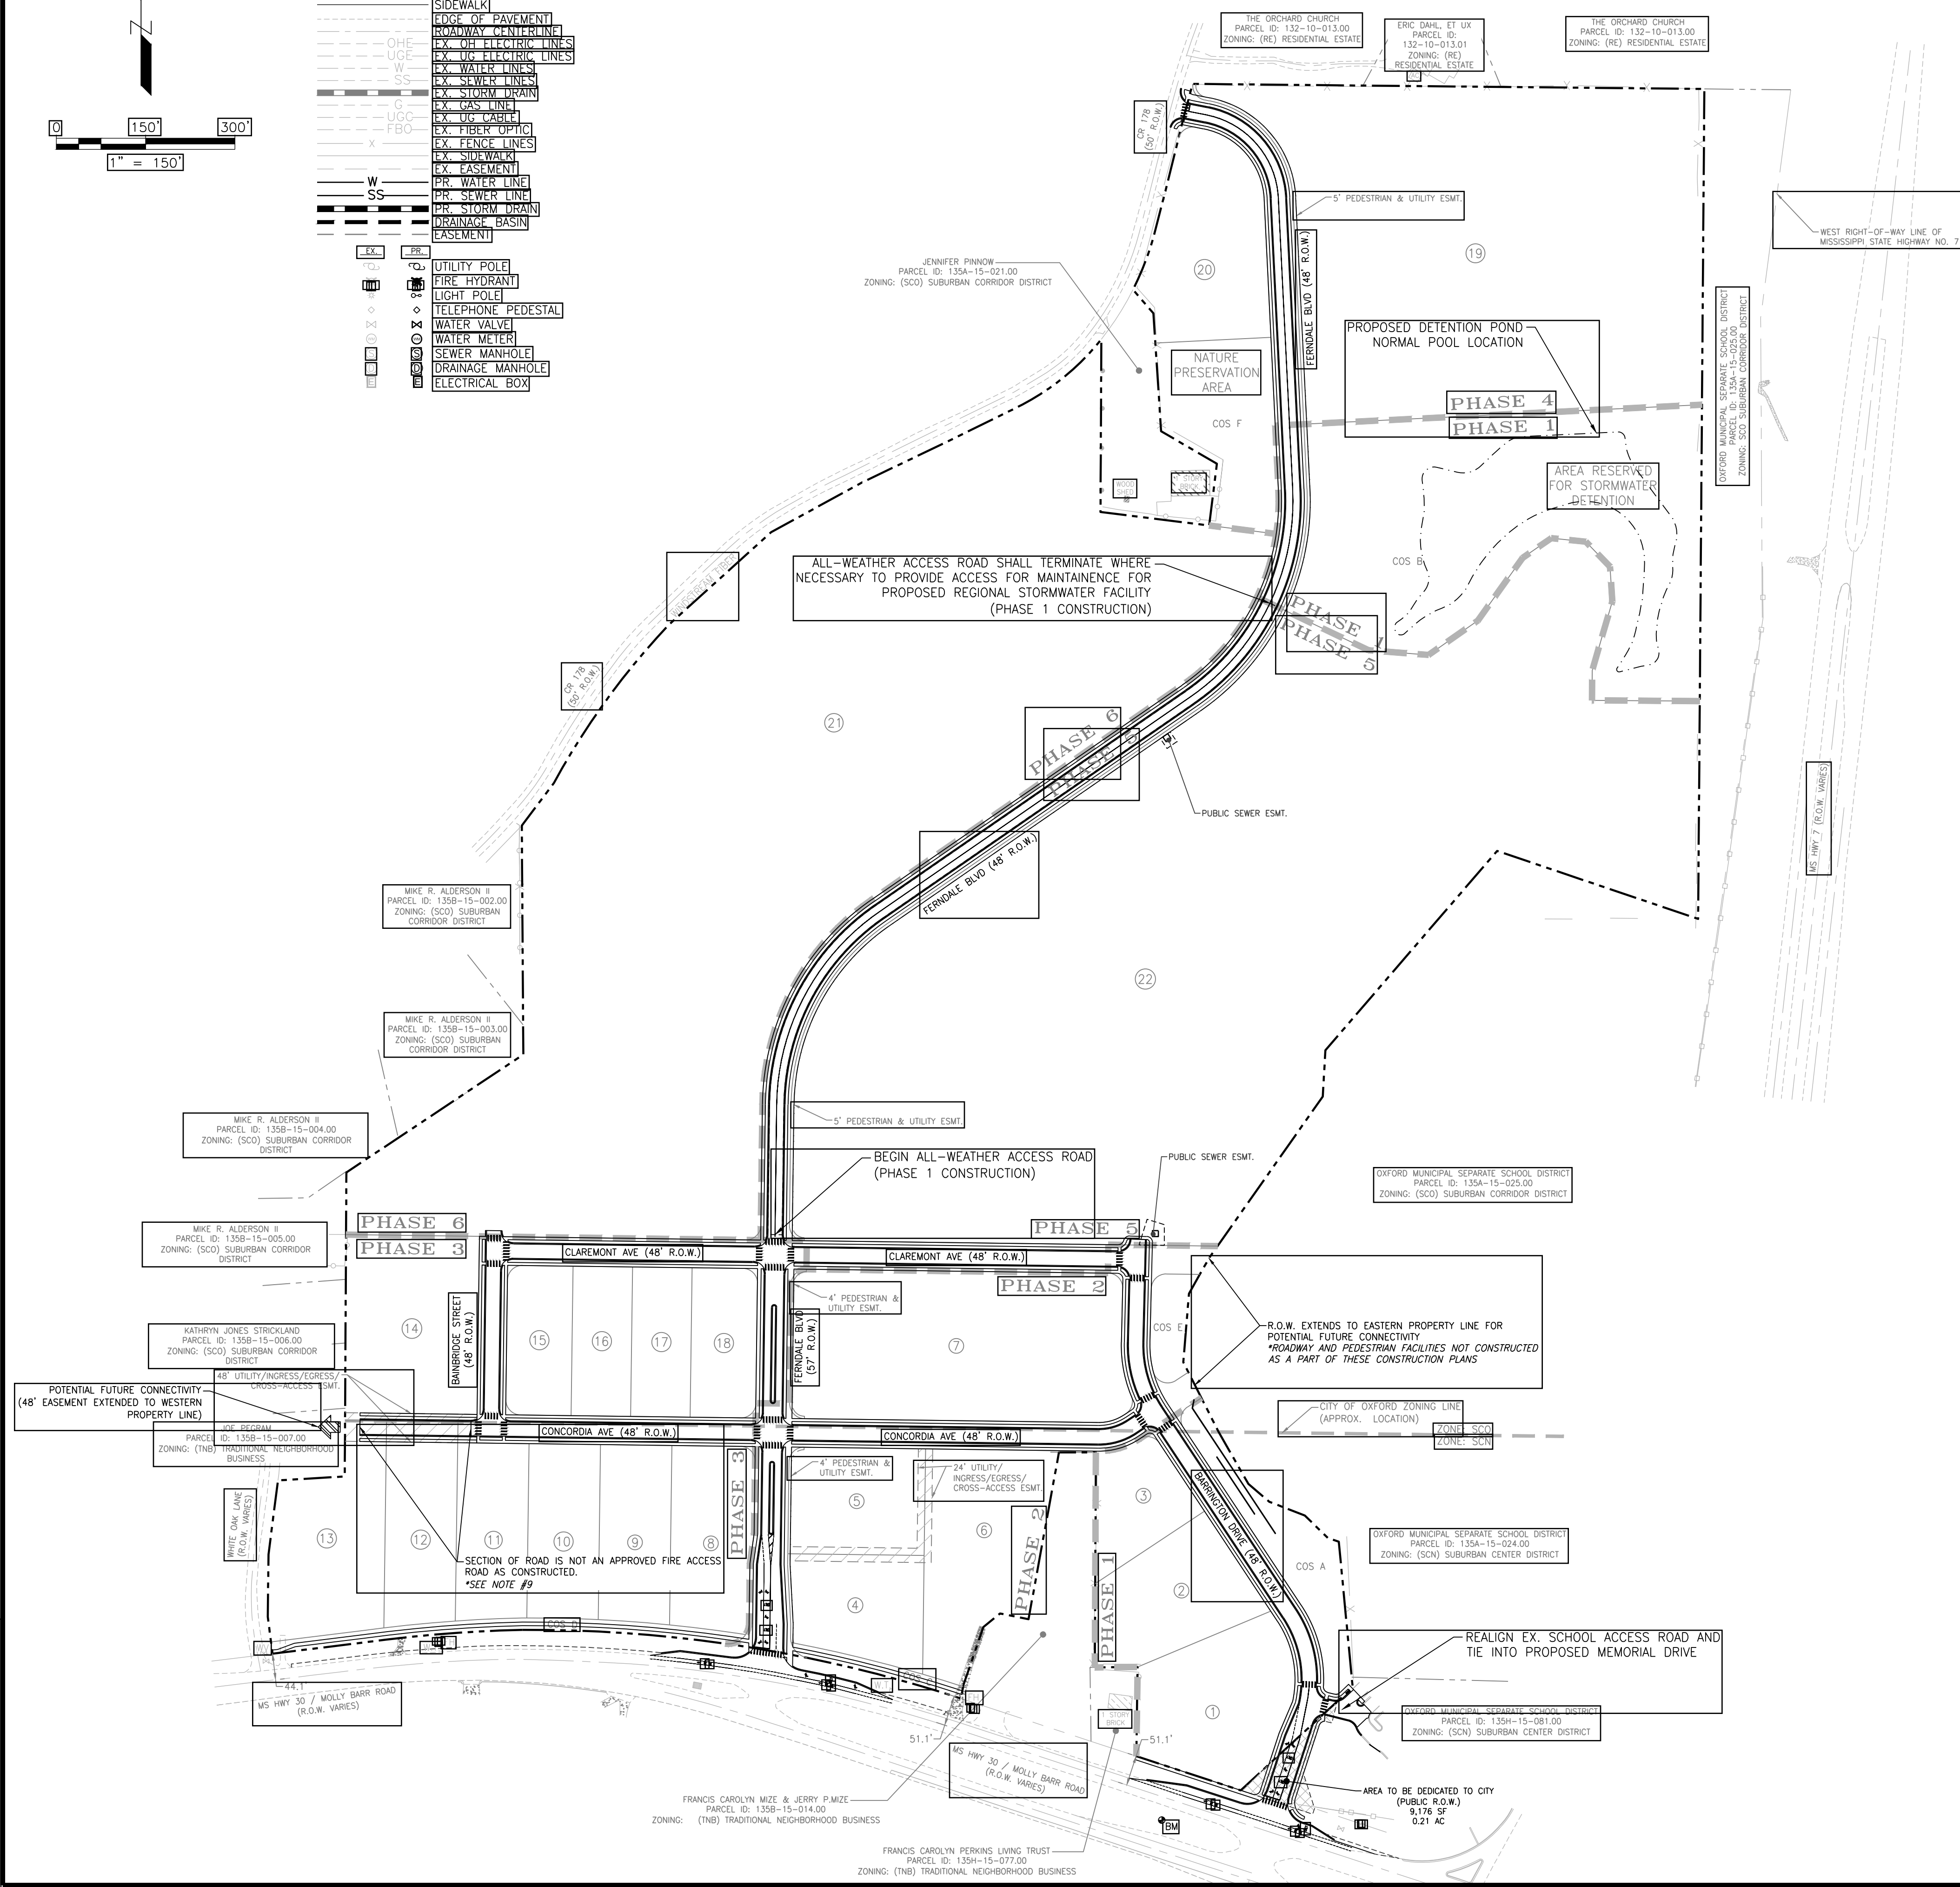 SIDEWALK
EDGE OF PAVEMENT
ROADWAY CENTERLINE
OHE
EX. OH ELECTRIC LINES
UGE
EX. UG ELECTRIC LINES
W
EX. WATER LINES
SS
EX. SEWER LINES
EX. STORM DRAIN
G
EX. GAS LINE
UGC
EX. UG CABLE
FBO
EX. FIBER OPTIC
X
EX. FENCE LINES
EX. SIDEWALK
EX. EASEMENT
W
PR. WATER LINE
SS
PR. SEWER LINE
PR. STORM DRAIN
DRAINAGE BASIN
EASEMENT
EX. PR.
UTILITY POLE
FIRE HYDRANT
LIGHT POLE
TELEPHONE PEDESTAL
WATER VALVE
WATER METER
S S SEWER MANHOLE
D D DRAINAGE MANHOLE
E E ELECTRICAL BOX
0 150' 300'
1" = 150'
THE ORCHARD CHURCH
PARCEL ID: 132-10-013.00
ZONING: (RE) RESIDENTIAL ESTATE
ERIC DAHL, ET UX
PARCEL ID:
132-10-013.01
ZONING: (RE)
RESIDENTIAL ESTATE
THE ORCHARD CHURCH
PARCEL ID: 132-10-013.00
ZONING: (RE) RESIDENTIAL ESTATE
CR 178
(50' R.O.W.)
5' PEDESTRIAN & UTILITY ESMT.
WEST RIGHT-OF-WAY LINE OF
MISSISSIPPI STATE HIGHWAY NO. 7
FERNDALE BLVD (48' R.O.W.)
19
20
JENNIFER PINNOW
PARCEL ID: 135A-15-021.00
ZONING: (SCO) SUBURBAN CORRIDOR DISTRICT
OXFORD MUNICIPAL SEPARATE SCHOOL DISTRICT
PARCEL ID: 135A-15-025.00
ZONING: SCO SUBURBAN CORRIDOR DISTRICT
PROPOSED DETENTION POND
NORMAL POOL LOCATION
NATURE
PRESERVATION
AREA
COS F
PHASE 4
PHASE 1
AREA RESERVED
FOR STORMWATER
DETENTION
WOOD
SHED
1 STORY
BRICK
COS B
ALL-WEATHER ACCESS ROAD SHALL TERMINATE WHERE
NECESSARY TO PROVIDE ACCESS FOR MAINTAINENCE FOR
PROPOSED REGIONAL STORMWATER FACILITY
(PHASE 1 CONSTRUCTION)
PHASE 1
PHASE 5
CR 178
(50' R.O.W.)
21
PHASE 6
PHASE 5
PUBLIC SEWER ESMT.
MS HWY 7 (R.O.W. VARIES)
FERNDALE BLVD (48' R.O.W.)
MIKE R. ALDERSON II
PARCEL ID: 135B-15-002.00
ZONING: (SCO) SUBURBAN
CORRIDOR DISTRICT
22
MIKE R. ALDERSON II
PARCEL ID: 135B-15-003.00
ZONING: (SCO) SUBURBAN
CORRIDOR DISTRICT
MIKE R. ALDERSON II
PARCEL ID: 135B-15-004.00
ZONING: (SCO) SUBURBAN CORRIDOR
DISTRICT
5' PEDESTRIAN & UTILITY ESMT.
BEGIN ALL-WEATHER ACCESS ROAD
(PHASE 1 CONSTRUCTION)
PUBLIC SEWER ESMT.
OXFORD MUNICIPAL SEPARATE SCHOOL DISTRICT
PARCEL ID: 135A-15-025.00
ZONING: (SCO) SUBURBAN CORRIDOR DISTRICT
MIKE R. ALDERSON II
PARCEL ID: 135B-15-005.00
ZONING: (SCO) SUBURBAN CORRIDOR
DISTRICT
PHASE 6
PHASE 3
PHASE 5
CLAREMONT AVE (48' R.O.W.)
CLAREMONT AVE (48' R.O.W.)
PHASE 2
4' PEDESTRIAN &
UTILITY ESMT.
BAINBRIDGE STREET
(48' R.O.W.)
FERNDALE BLVD
(57' R.O.W.)
14
15
16
17
18
7
COS E
R.O.W. EXTENDS TO EASTERN PROPERTY LINE FOR
POTENTIAL FUTURE CONNECTIVITY
*ROADWAY AND PEDESTRIAN FACILITIES NOT CONSTRUCTED
AS A PART OF THESE CONSTRUCTION PLANS
KATHRYN JONES STRICKLAND
PARCEL ID: 135B-15-006.00
ZONING: (SCO) SUBURBAN CORRIDOR
DISTRICT
48' UTILITY/INGRESS/EGRESS/
CROSS-ACCESS ESMT.
POTENTIAL FUTURE CONNECTIVITY
(48' EASEMENT EXTENDED TO WESTERN
PROPERTY LINE)
JOE PEGRAM
PARCEL ID: 135B-15-007.00
ZONING: (TNB) TRADITIONAL NEIGHBORHOOD
BUSINESS
CONCORDIA AVE (48' R.O.W.)
CONCORDIA AVE (48' R.O.W.)
CITY OF OXFORD ZONING LINE
(APPROX. LOCATION)
ZONE: SCO
ZONE: SCN
4' PEDESTRIAN &
UTILITY ESMT.
24' UTILITY/
INGRESS/EGRESS/
CROSS-ACCESS ESMT.
PHASE 3
WHITE OAK LANE
(R.O.W. VARIES)
13
12
11
10
9
8
5
6
3
2
4
1
SECTION OF ROAD IS NOT AN APPROVED FIRE ACCESS
ROAD AS CONSTRUCTED.
*SEE NOTE #9
PHASE 2
PHASE 1
BARRINGTON DRIVE (48' R.O.W.)
COS A
OXFORD MUNICIPAL SEPARATE SCHOOL DISTRICT
PARCEL ID: 135A-15-024.00
ZONING: (SCN) SUBURBAN CENTER DISTRICT
COS D
REALIGN EX. SCHOOL ACCESS ROAD AND
TIE INTO PROPOSED MEMORIAL DRIVE
44.1'
MS HWY 30 / MOLLY BARR ROAD
(R.O.W. VARIES)
1 STORY
BRICK
OXFORD MUNICIPAL SEPARATE SCHOOL DISTRICT
PARCEL ID: 135H-15-081.00
ZONING: (SCN) SUBURBAN CENTER DISTRICT
51.1'
51.1'
MS HWY 30 / MOLLY BARR ROAD
(R.O.W. VARIES)
AREA TO BE DEDICATED TO CITY
(PUBLIC R.O.W.)
9,176 SF
0.21 AC
FRANCIS CAROLYN MIZE & JERRY P.MIZE
PARCEL ID: 135B-15-014.00
ZONING: (TNB) TRADITIONAL NEIGHBORHOOD BUSINESS
BM
FRANCIS CAROLYN PERKINS LIVING TRUST
PARCEL ID: 135H-15-077.00
ZONING: (TNB) TRADITIONAL NEIGHBORHOOD BUSINESS